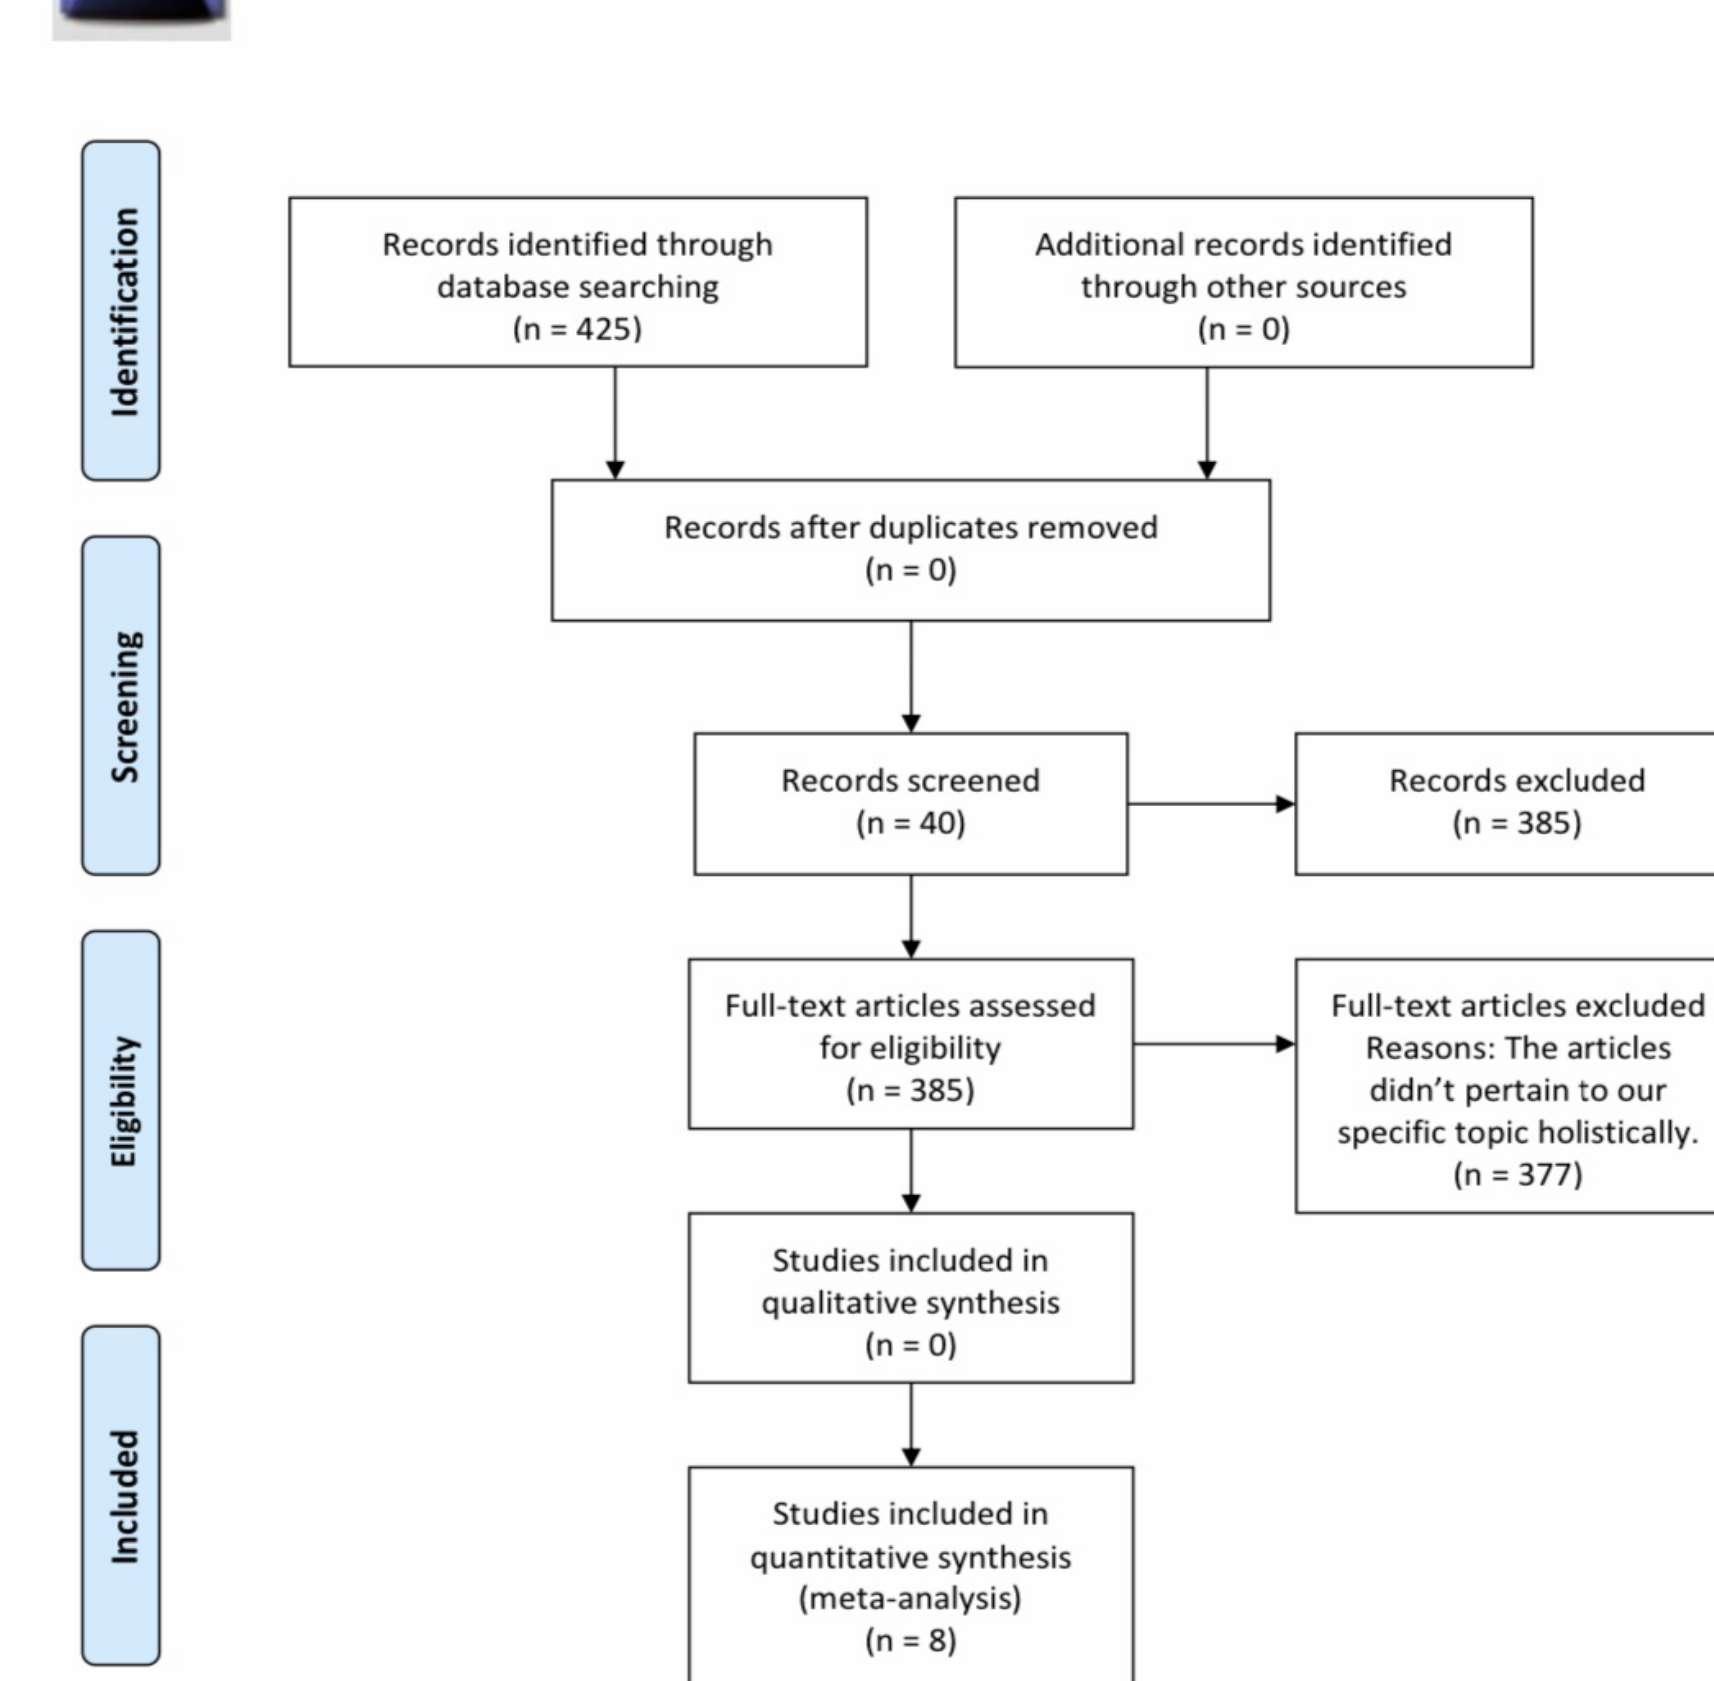 Identification
Records identified through
database searching
(n = 425)
Additional records identified
through other sources
(n = 0)
Records after duplicates removed
(n = 0)
Screening
Records screened
(n = 40)
Records excluded
(n = 385)
Eligibility
Full-text articles assessed
for eligibility
(n = 385)
Full-text articles excluded
Reasons: The articles
didn’t pertain to our
specific topic holistically.
(n = 377)
Studies included in
qualitative synthesis
(n = 0)
Included
Studies included in
quantitative synthesis
(meta-analysis)
(n = 8)